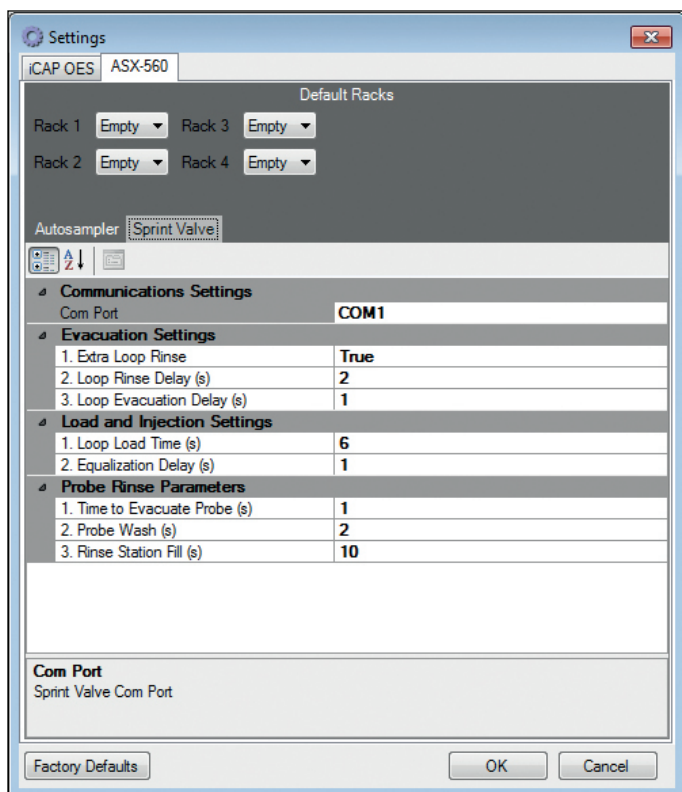 Settings
iCAP OES ASX-560
Default Racks
Rack 1 Empty Rack 3 Empty
Rack 2 Empty Rack 4 Empty
Autosampler Sprint Valve
A Z
Communications Settings
Com Port COM1
Evacuation Settings
1. Extra Loop Rinse True
2. Loop Rinse Delay (s) 2
3. Loop Evacuation Delay (s) 1
Load and Injection Settings
1. Loop Load Time (s) 6
2. Equalization Delay (s) 1
Probe Rinse Parameters
1. Time to Evacuate Probe (s) 1
2. Probe Wash (s) 2
3. Rinse Station Fill (s) 10
Com Port
Sprint Valve Com Port
Factory Defaults OK Cancel